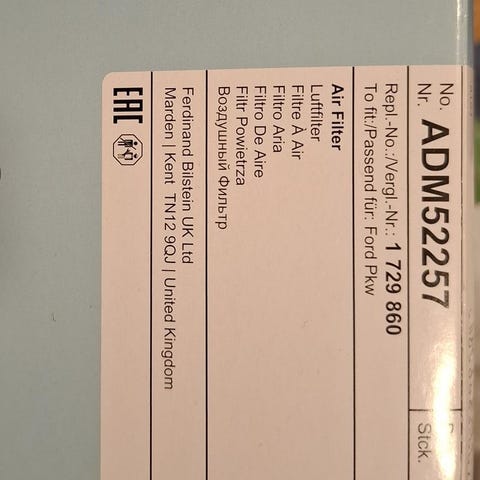 No.
Nr. ADM52257
Stck.
Repl.-No.:/Vergl.-Nr.: 1 729 860
To fit:/Passend für: Ford Pkw
Air Filter
Luftfilter
Filtre À Air
Filtro Aria
Filtro De Aire
Filtr Powietrza
Воздушный Фильтр
Ferdinand Bilstein UK Ltd
Marden | Kent TN12 9QJ | United Kingdom
EAC